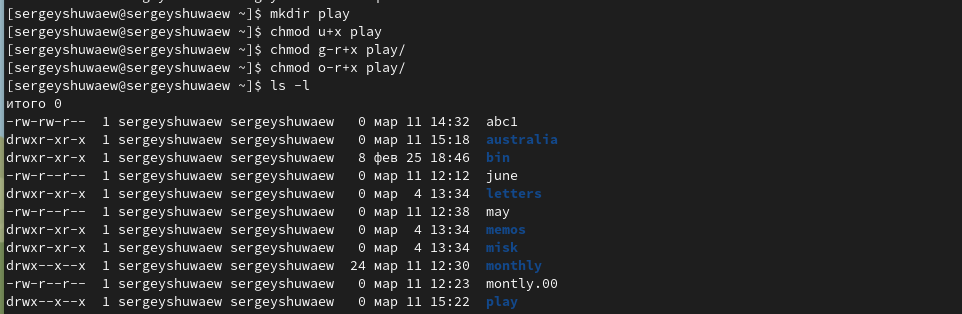 [sergeyshuwaew@sergeyshuwaew ~]$ mkdir play
[sergeyshuwaew@sergeyshuwaew ~]$ chmod u+x play
[sergeyshuwaew@sergeyshuwaew ~]$ chmod g-r+x play/
[sergeyshuwaew@sergeyshuwaew ~]$ chmod o-r+x play/
[sergeyshuwaew@sergeyshuwaew ~]$ ls -l
итого 0
-rw-rw-r-- 1 sergeyshuwaew sergeyshuwaew 0 мар 11 14:32 abc1
drwxr-xr-x 1 sergeyshuwaew sergeyshuwaew 0 мар 11 15:18 australia
drwxr-xr-x 1 sergeyshuwaew sergeyshuwaew 8 фев 25 18:46 bin
-rw-r--r-- 1 sergeyshuwaew sergeyshuwaew 0 мар 11 12:12 june
drwxr-xr-x 1 sergeyshuwaew sergeyshuwaew 0 мар 4 13:34 letters
-rw-r--r-- 1 sergeyshuwaew sergeyshuwaew 0 мар 11 12:38 may
drwxr-xr-x 1 sergeyshuwaew sergeyshuwaew 0 мар 4 13:34 memos
drwxr-xr-x 1 sergeyshuwaew sergeyshuwaew 0 мар 4 13:34 misk
drwx--x--x 1 sergeyshuwaew sergeyshuwaew 24 мар 11 12:30 monthly
-rw-r--r-- 1 sergeyshuwaew sergeyshuwaew 0 мар 11 12:23 montly.00
drwx--x--x 1 sergeyshuwaew sergeyshuwaew 0 мар 11 15:22 play